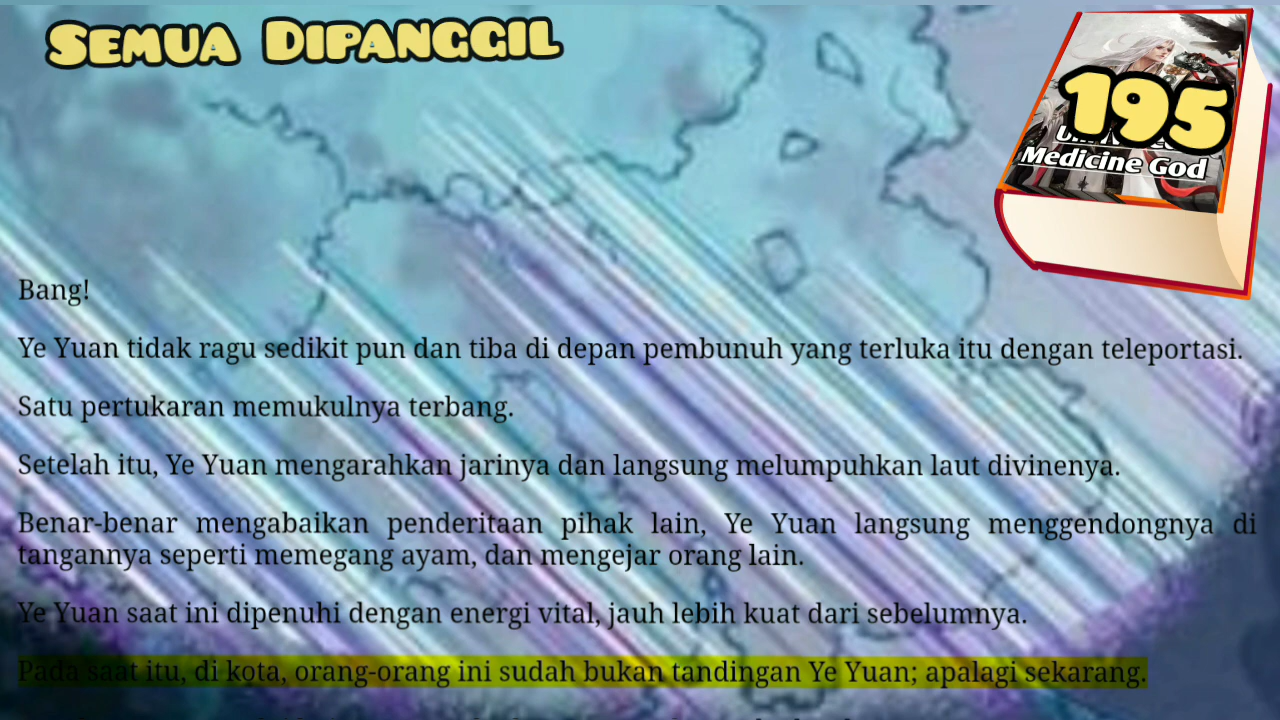 SEMUA DIPANGGIL
195
Medicine God
Bang!
Ye Yuan tidak ragu sedikit pun dan tiba di depan pembunuh yang terluka itu dengan teleportasi.
Satu pertukaran memukulnya terbang.
Setelah itu, Ye Yuan mengarahkan jarinya dan langsung melumpuhkan laut divinenya.
Benar-benar mengabaikan penderitaan pihak lain, Ye Yuan langsung menggendongnya di
tangannya seperti memegang ayam, dan mengejar orang lain.
Ye Yuan saat ini dipenuhi dengan energi vital, jauh lebih kuat dari sebelumnya.
Pada saat itu, di kota, orang-orang ini sudah bukan tandingan Ye Yuan; apalagi sekarang.